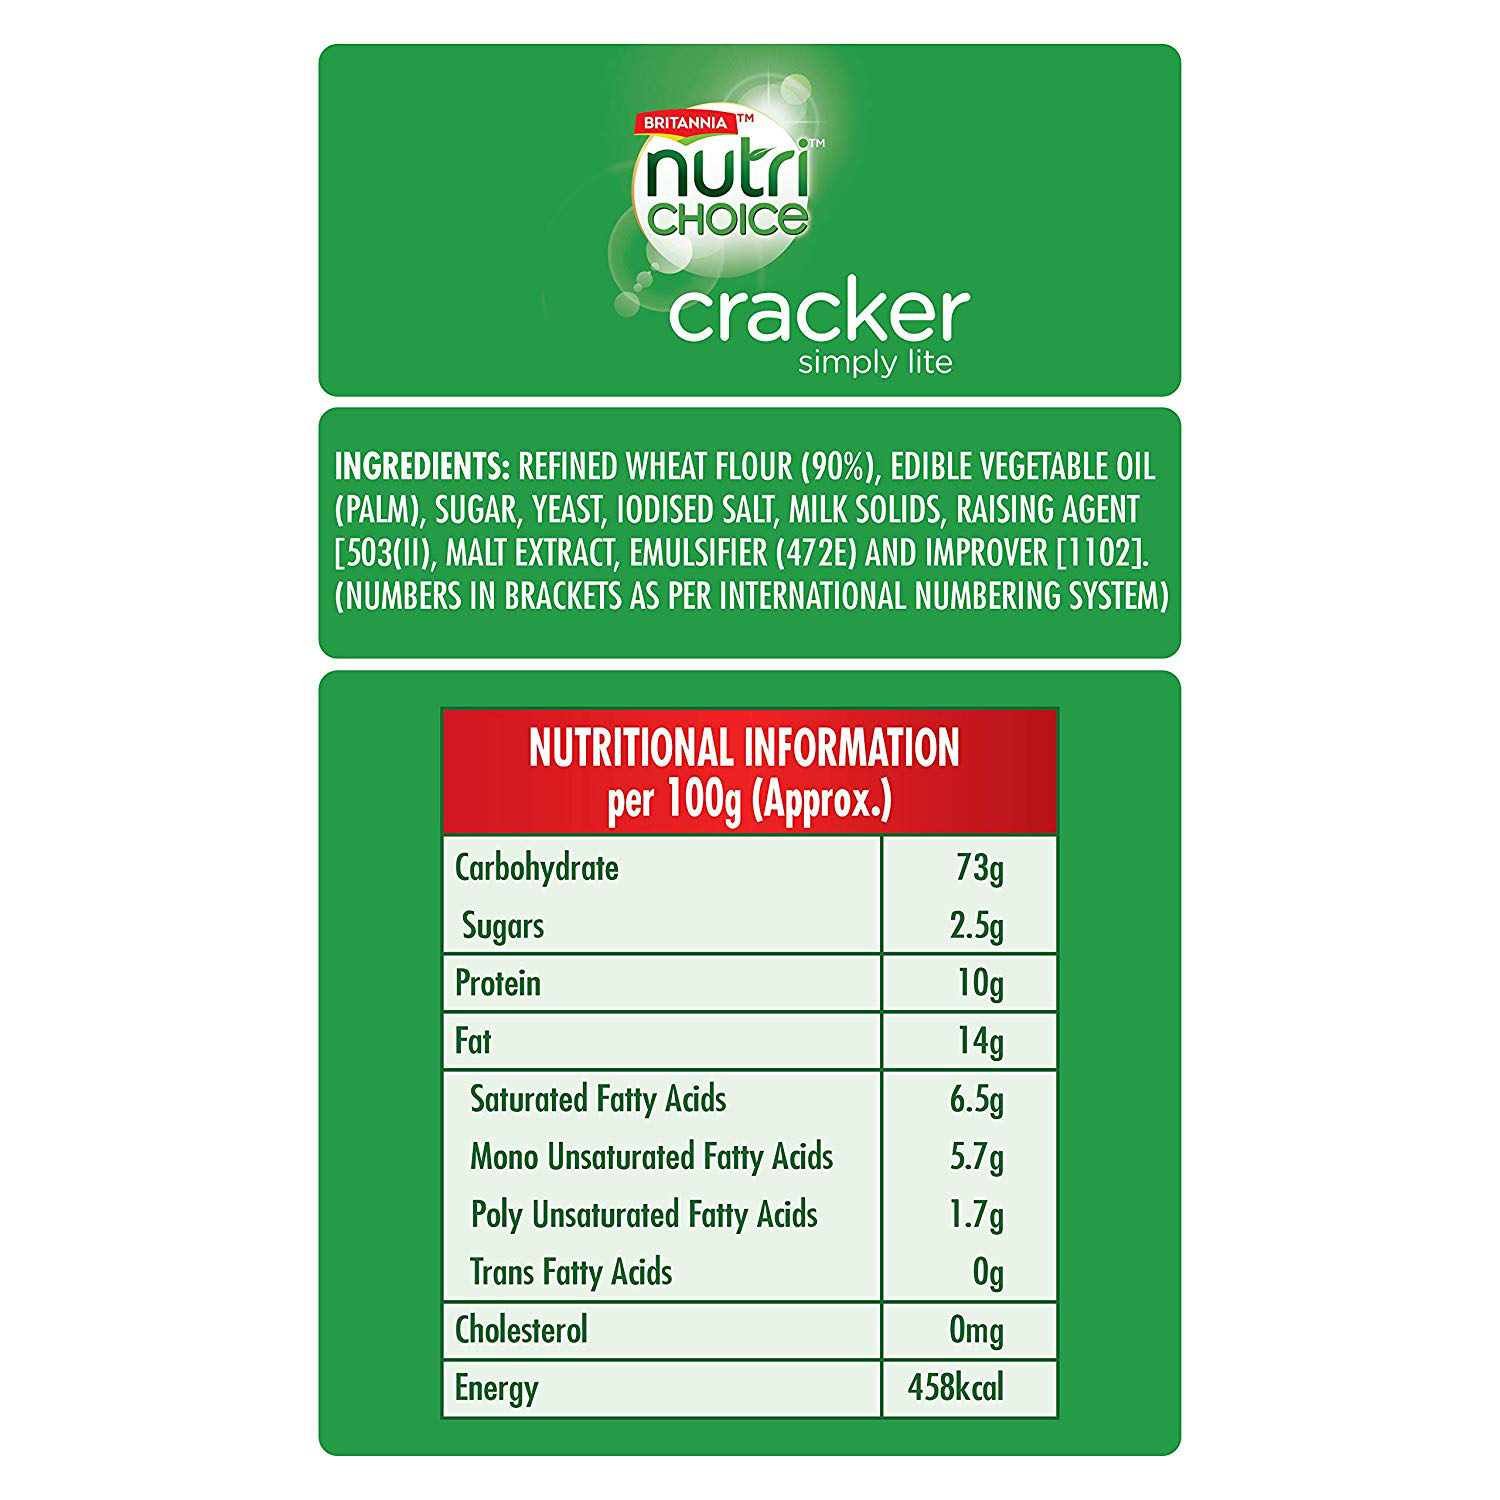 BRITANNIA™
nutri™
CHOICE
cracker
simply lite
INGREDIENTS: REFINED WHEAT FLOUR (90%), EDIBLE VEGETABLE OIL
(PALM), SUGAR, YEAST, IODISED SALT, MILK SOLIDS, RAISING AGENT
[503(II), MALT EXTRACT, EMULSIFIER (472E) AND IMPROVER [1102].
(NUMBERS IN BRACKETS AS PER INTERNATIONAL NUMBERING SYSTEM)
NUTRITIONAL INFORMATION
per 100g (Approx.)
Carbohydrate 73g
Sugars 2.5g
Protein 10g
Fat 14g
Saturated Fatty Acids 6.5g
Mono Unsaturated Fatty Acids 5.7g
Poly Unsaturated Fatty Acids 1.7g
Trans Fatty Acids 0g
Cholesterol 0mg
Energy 458kcal